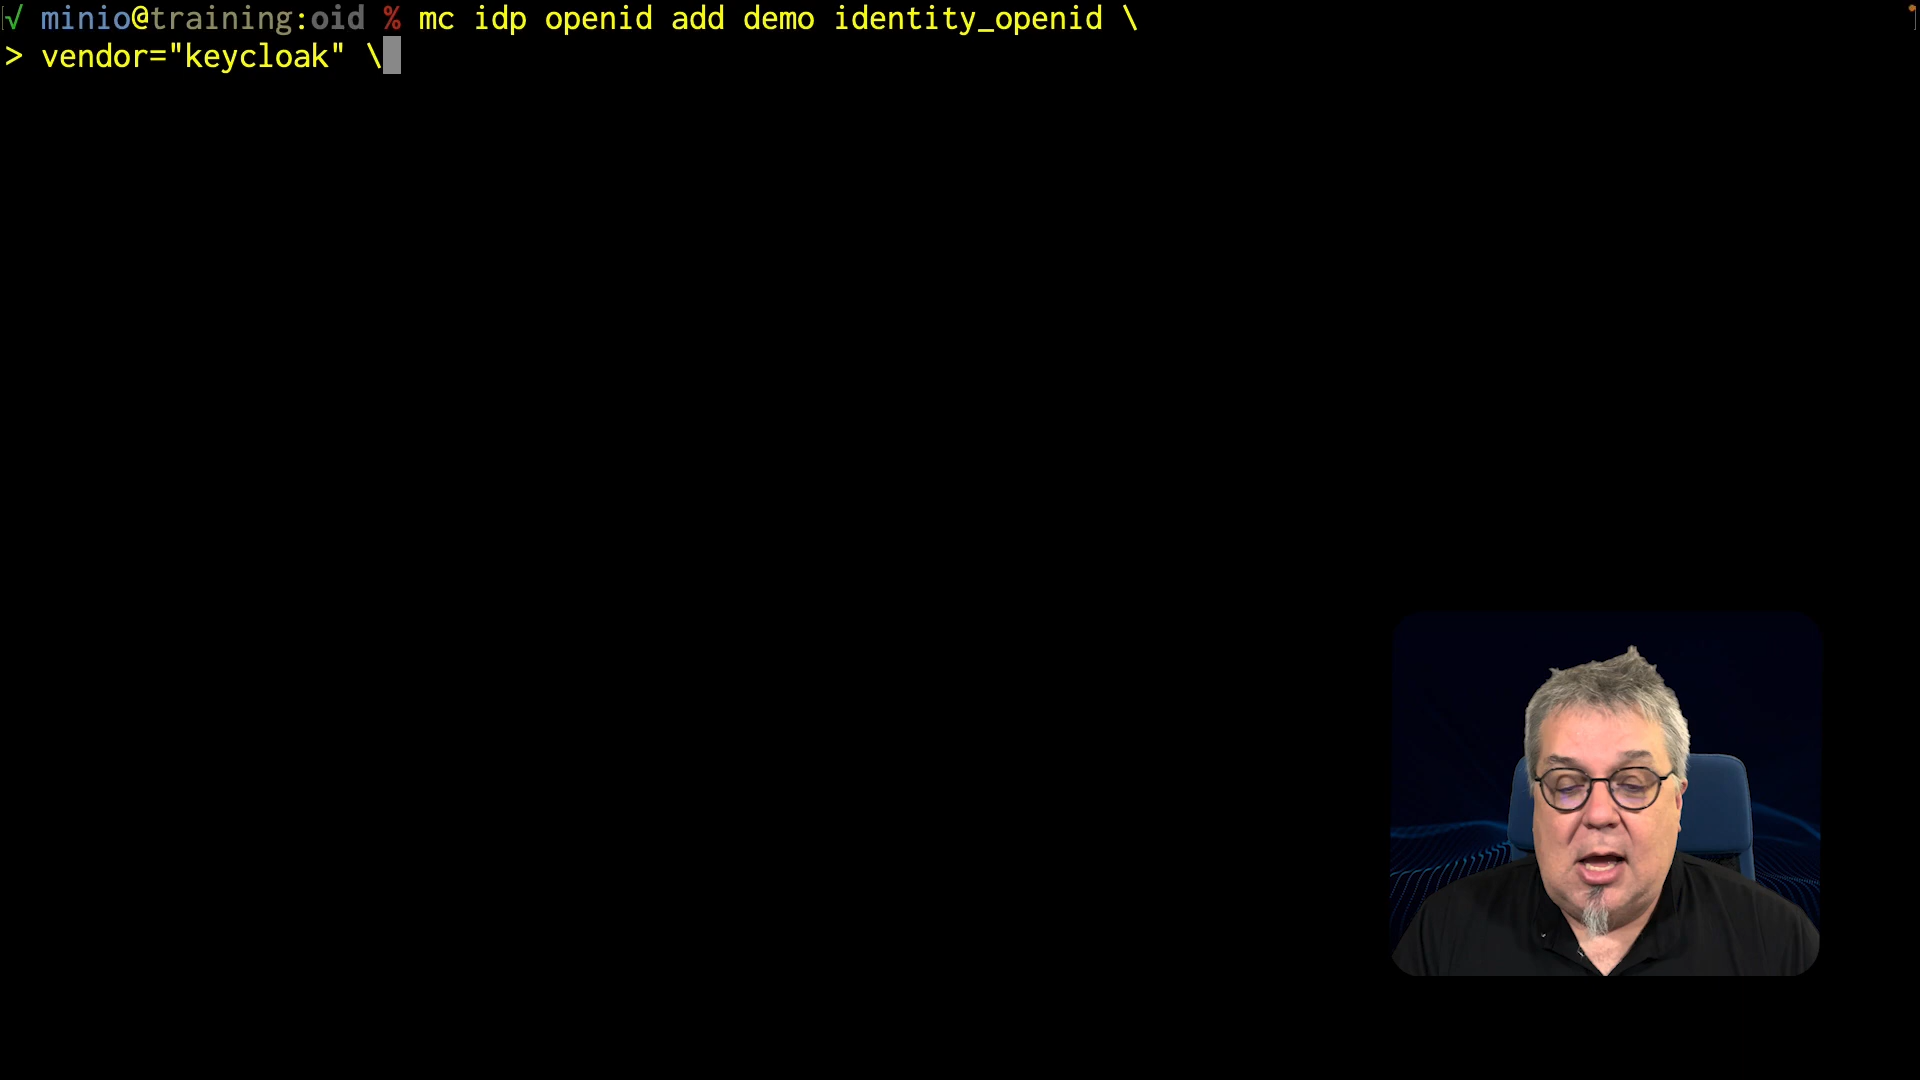 √ minio@training:oid % mc idp openid add demo identity_openid \
> vendor="keycloak" \